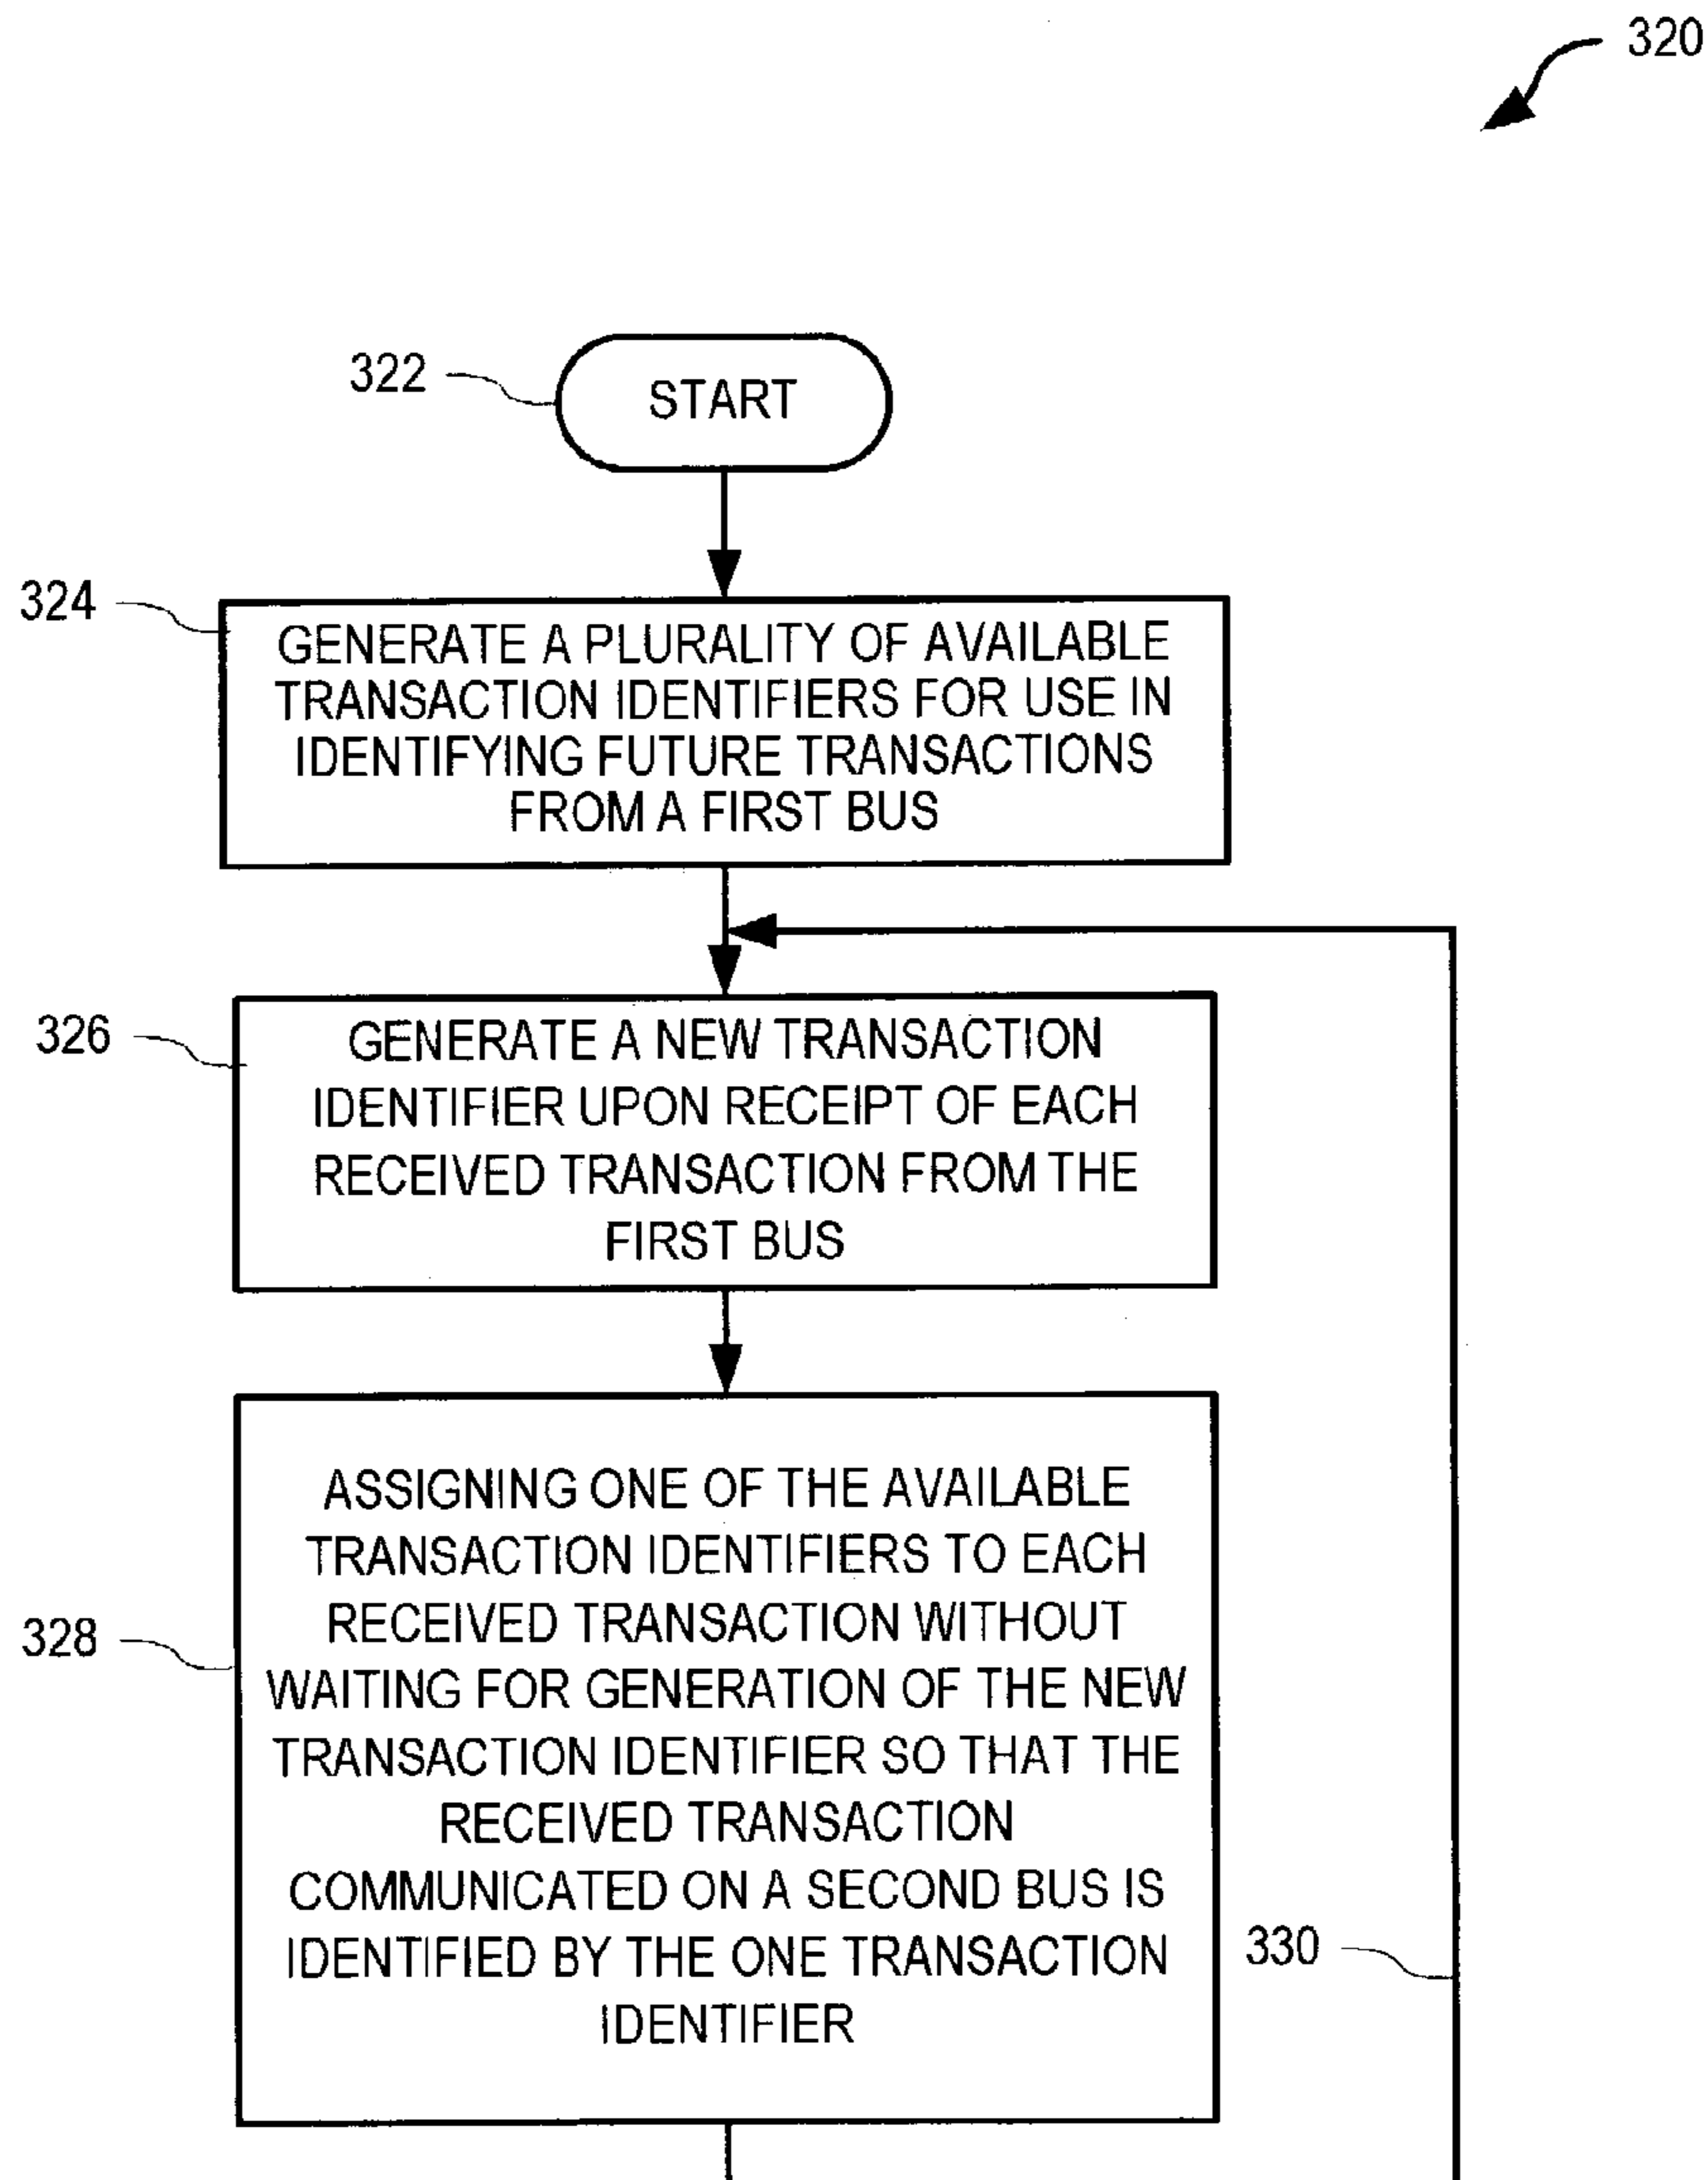 320
322
START
324
GENERATE A PLURALITY OF AVAILABLE
TRANSACTION IDENTIFIERS FOR USE IN
IDENTIFYING FUTURE TRANSACTIONS
FROM A FIRST BUS
326
GENERATE A NEW TRANSACTION
IDENTIFIER UPON RECEIPT OF EACH
RECEIVED TRANSACTION FROM THE
FIRST BUS
328
ASSIGNING ONE OF THE AVAILABLE
TRANSACTION IDENTIFIERS TO EACH
RECEIVED TRANSACTION WITHOUT
WAITING FOR GENERATION OF THE NEW
TRANSACTION IDENTIFIER SO THAT THE
RECEIVED TRANSACTION
COMMUNICATED ON A SECOND BUS IS
IDENTIFIED BY THE ONE TRANSACTION
IDENTIFIER
330